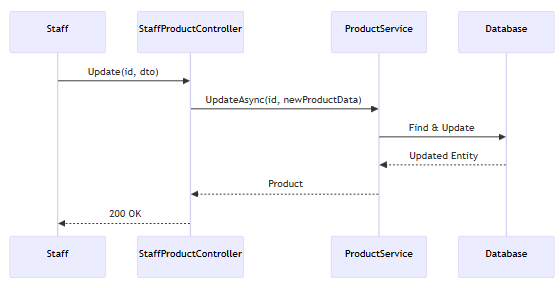 Staff StaffProductController ProductService Database
Update(id, dto)
UpdateAsync(id, newProductData)
Find & Update
Updated Entity
Product
200 OK
Staff StaffProductController ProductService Database